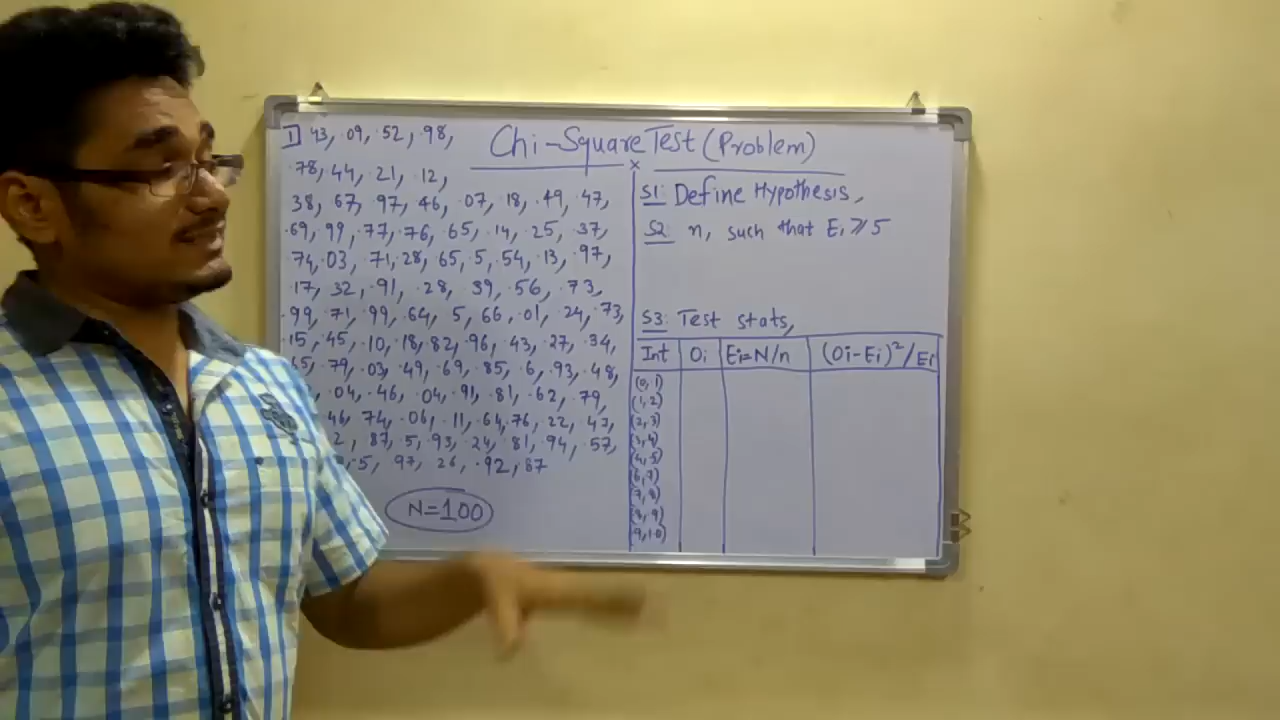 1] 43, .09, .52, .98,
.78, .44, .21, .12,
38, 67, .97, .46, .07, .18, .49, .47,
.69, .99, .77, .76, .65, .14, .25, .37,
74, .03, .71, .28, .65, .5, .54, .13, .97,
.17, 32, .91, .28, .39, .56, .73,
.99, .71, .99, .64, 5, 66, .01, .24, .73,
.15, .45, .10, .18, 82, .96, .43, .27, .34,
65, .79, .03, .49, .69, .85, .6, .93, .48,
, .04, .46, .04, .91, .81, .62, .79,
46, 74, .06, .11, .64, .76, 22, 47,
2, 87, .5, .93, .24, .81, .94, .57,
.5, 97, 26, .92, 87
N=100
Chi-Square Test (Problem)
x
S1: Define Hypothesis,
S2: n, such that Ei ≥ 5
S3: Test stats,
Int Oi Ei=N/n (Oi-Ei)²/Ei
(0,.1)
(.1,.2)
(.2,.3)
(.3,.4)
(.4,.5)
(.6,.7)
(.7,.8)
(.8,.9)
(.9,1.0)